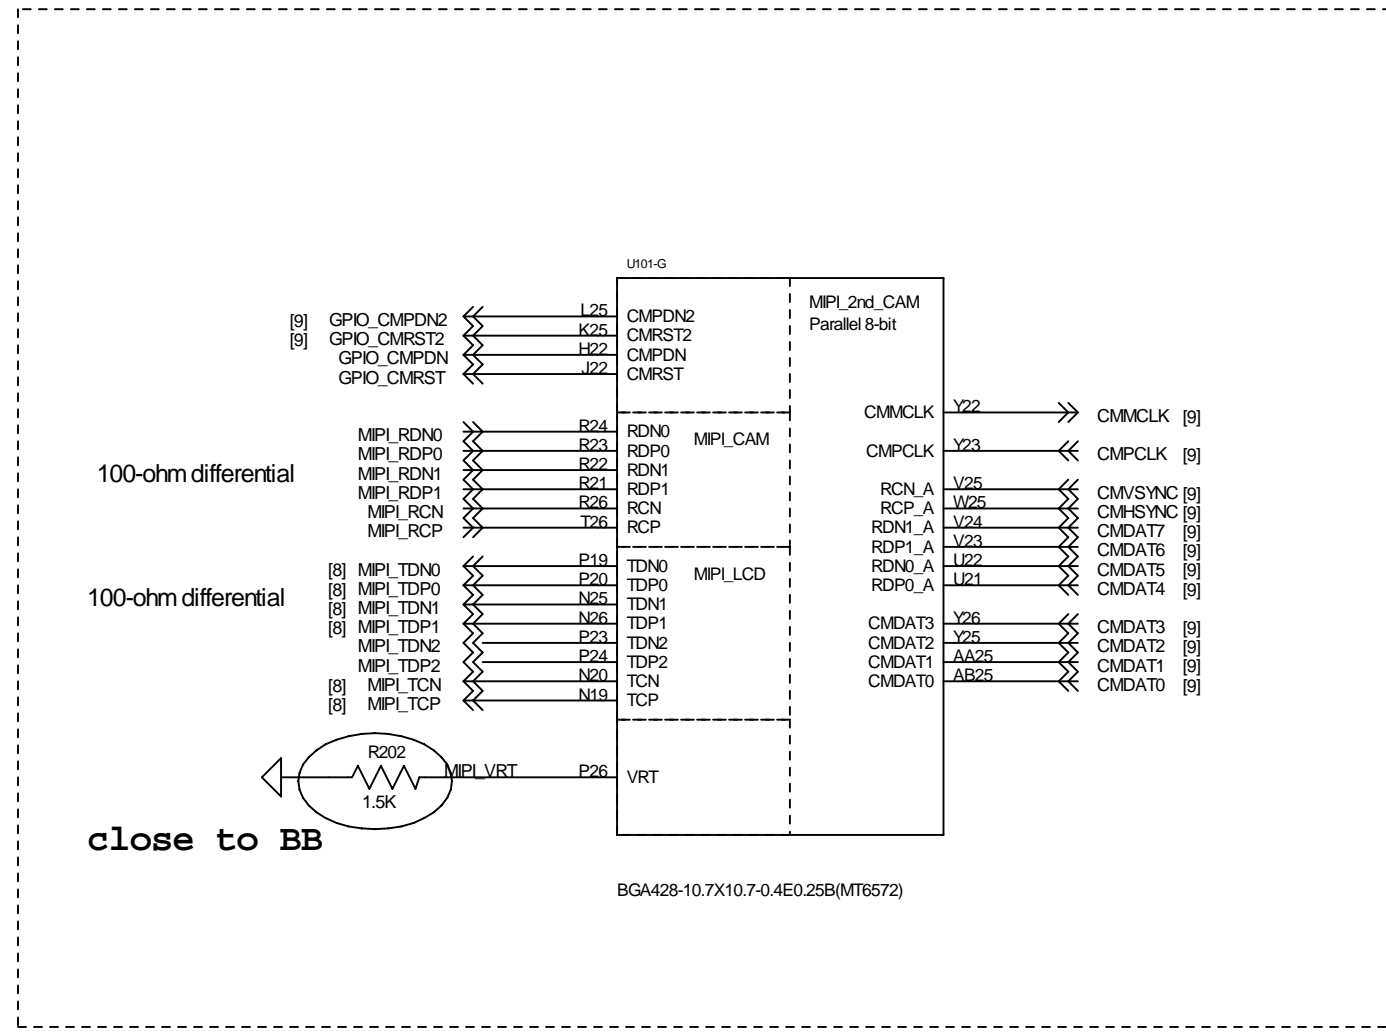 U101-G
MIPI_2nd_CAM
Parallel 8-bit
[9] GPIO_CMPDN2 L25 CMPDN2
[9] GPIO_CMRST2 K25 CMRST2
GPIO_CMPDN H22 CMPDN
GPIO_CMRST J22 CMRST
CMMCLK Y22 CMMCLK [9]
MIPI_RDN0 R24 RDN0 MIPI_CAM
MIPI_RDP0 R23 RDP0
CMPCLK Y23 CMPCLK [9]
100-ohm differential
MIPI_RDN1 R22 RDN1
MIPI_RDP1 R21 RDP1
MIPI_RCN R26 RCN
MIPI_RCP T26 RCP
RCN_A V25 CMVSYNC [9]
RCP_A W25 CMHSYNC [9]
RDN1_A V24 CMDAT7 [9]
RDP1_A V23 CMDAT6 [9]
RDN0_A U22 CMDAT5 [9]
RDP0_A U21 CMDAT4 [9]
[8] MIPI_TDN0 P19 TDN0 MIPI_LCD
[8] MIPI_TDP0 P20 TDP0
100-ohm differential
[8] MIPI_TDN1 N25 TDN1
[8] MIPI_TDP1 N26 TDP1
MIPI_TDN2 P23 TDN2
MIPI_TDP2 P24 TDP2
[8] MIPI_TCN N20 TCN
[8] MIPI_TCP N19 TCP
CMDAT3 Y26 CMDAT3 [9]
CMDAT2 Y25 CMDAT2 [9]
CMDAT1 AA25 CMDAT1 [9]
CMDAT0 AB25 CMDAT0 [9]
R202
MIPI_VRT P26 VRT
1.5K
close to BB
BGA428-10.7X10.7-0.4E0.25B(MT6572)